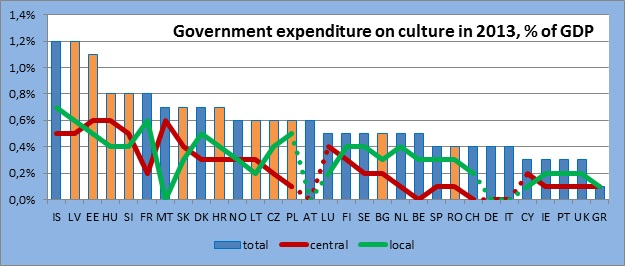 Government expenditure on culture in 2013, % of GDP
1,4%
1,2%
1,0%
0,8%
0,6%
0,4%
0,2%
0,0%
IS LV EE HU SI FR MT SK DK HR NO LT CZ PL AT LU FI SE BG NL BE SP RO CH DE IT CY IE PT UK GR
total central local